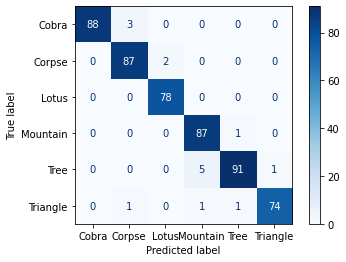 Cobra 88 3 0 0 0 0
Corpse 0 87 2 0 0 0
Lotus 0 0 78 0 0 0
Mountain 0 0 0 87 1 0
Tree 0 0 0 5 91 1
Triangle 0 1 0 1 1 74
Cobra Corpse Lotus Mountain Tree Triangle
Predicted label
True label
80
60
40
20
0